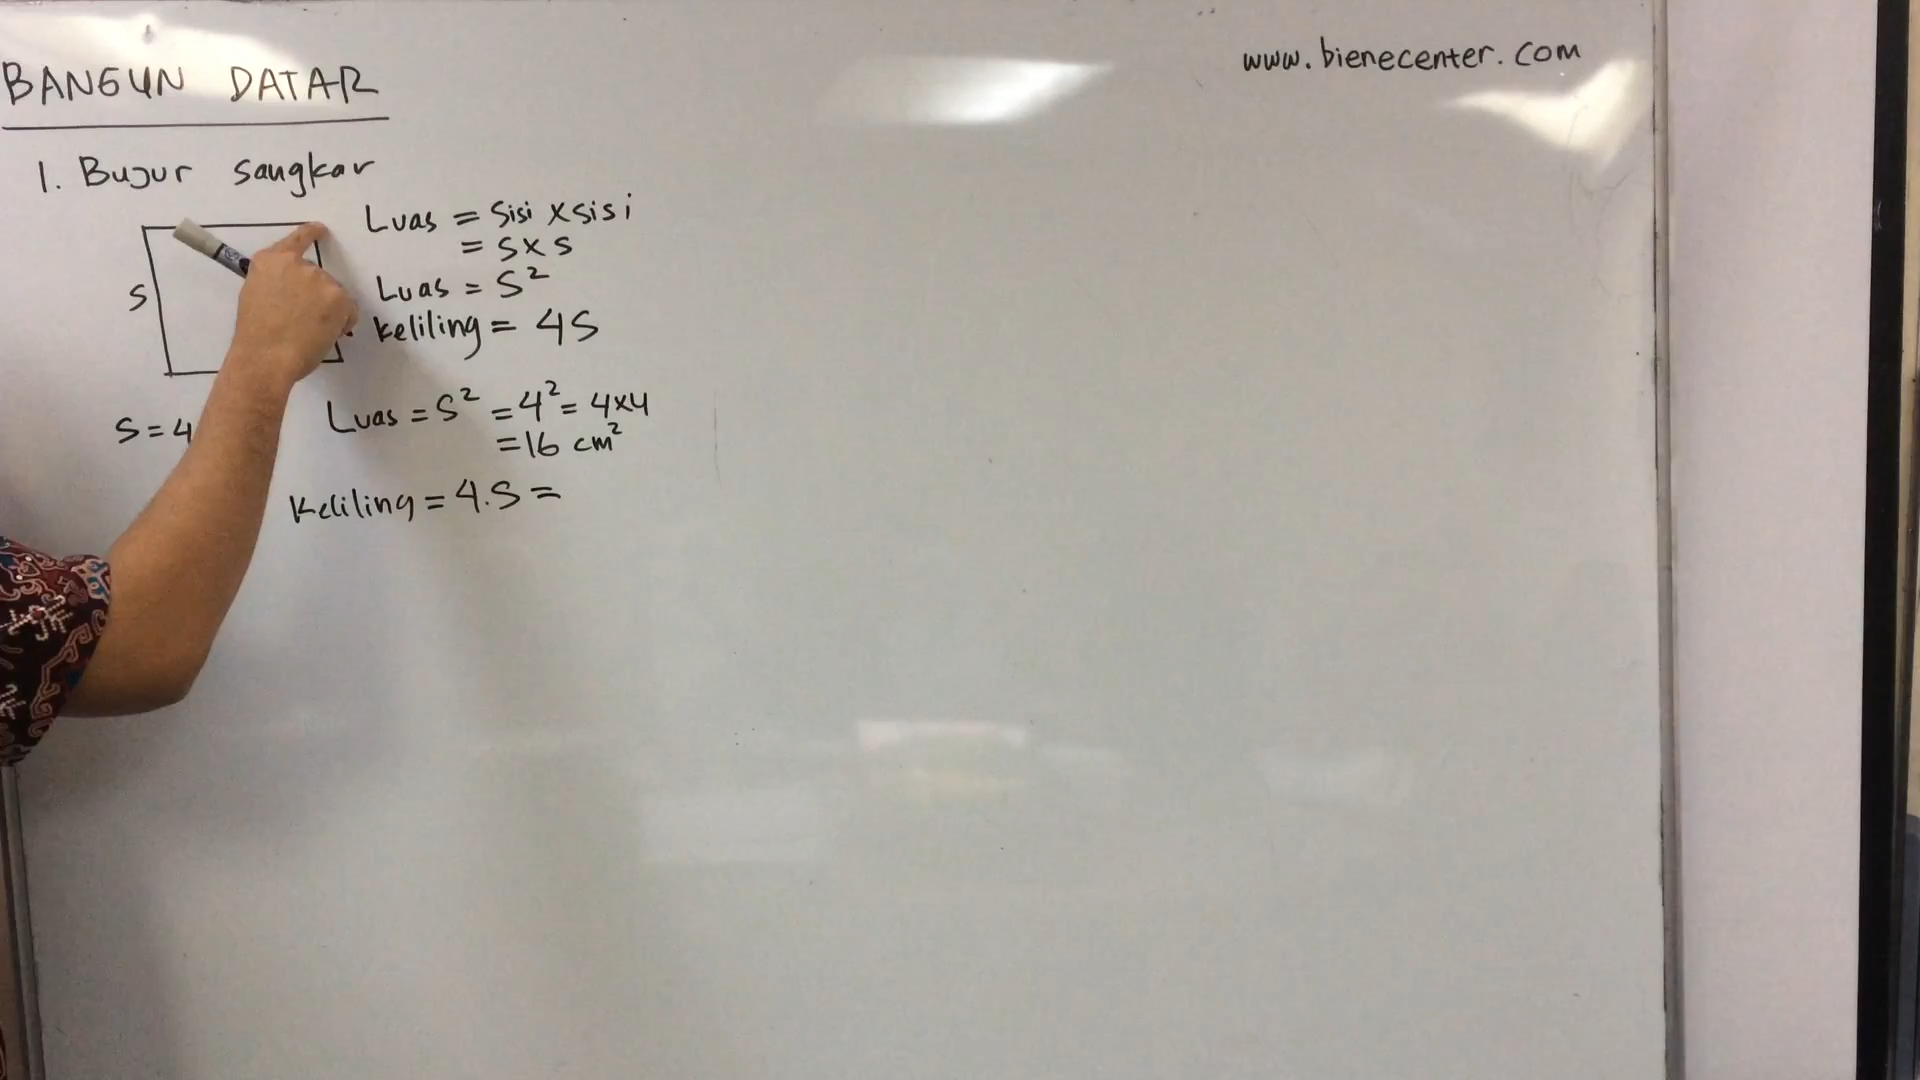 www.bienecenter.com
BANGUN DATAR
1. Bujur sangkar
Luas = Sisi x sisi
= s x s
Luas = S²
Keliling = 4S
S
S = 4
Luas = S² = 4² = 4x4
= 16 cm²
Keliling = 4.S =